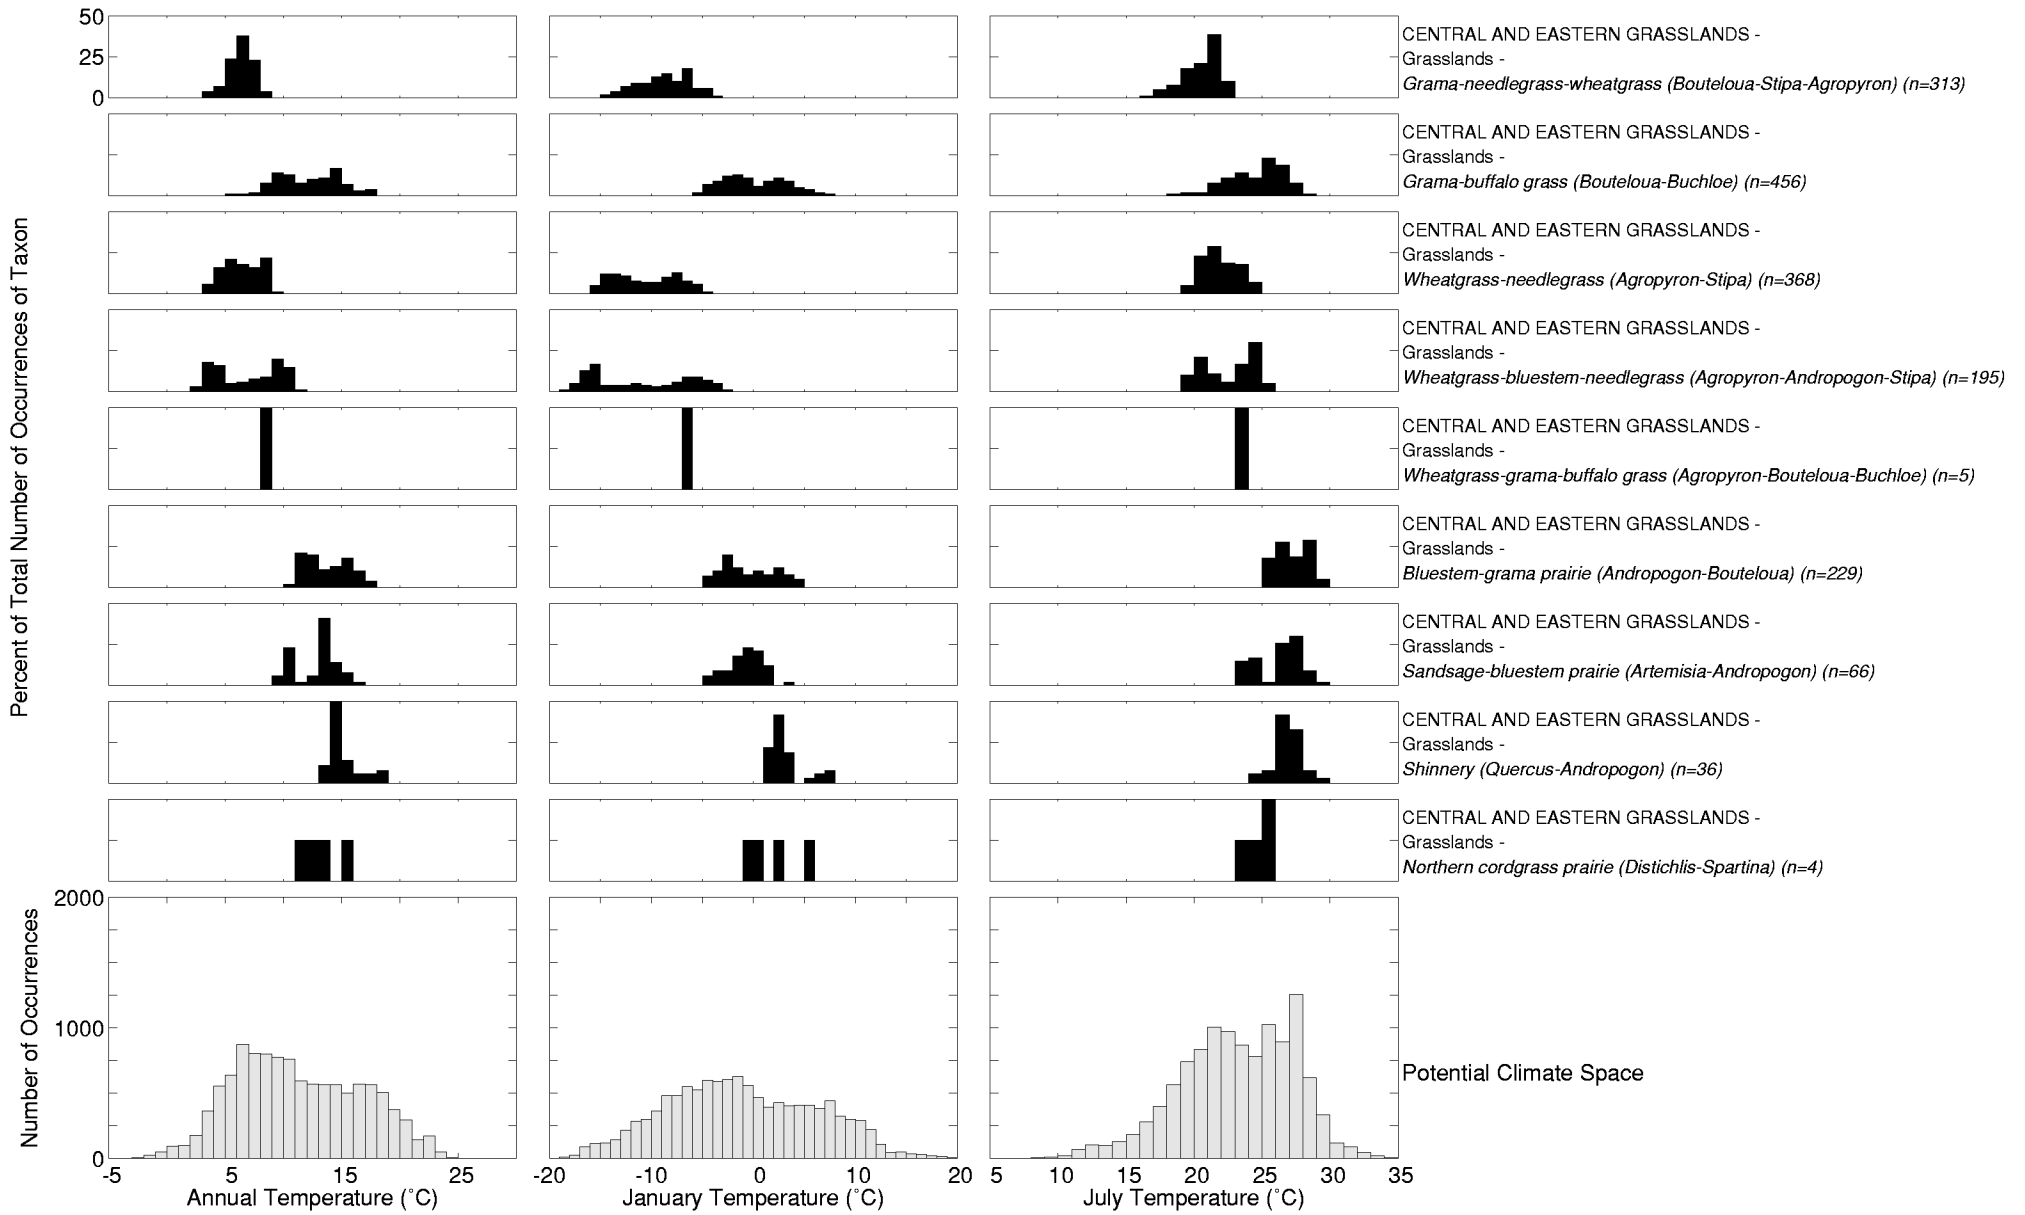 50
25
0
CENTRAL AND EASTERN GRASSLANDS -
Grasslands -
Grama-needlegrass-wheatgrass (Bouteloua-Stipa-Agropyron) (n=313)
CENTRAL AND EASTERN GRASSLANDS -
Grasslands -
Grama-buffalo grass (Bouteloua-Buchloe) (n=456)
CENTRAL AND EASTERN GRASSLANDS -
Grasslands -
Wheatgrass-needlegrass (Agropyron-Stipa) (n=368)
CENTRAL AND EASTERN GRASSLANDS -
Grasslands -
Wheatgrass-bluestem-needlegrass (Agropyron-Andropogon-Stipa) (n=195)
CENTRAL AND EASTERN GRASSLANDS -
Grasslands -
Wheatgrass-grama-buffalo grass (Agropyron-Bouteloua-Buchloe) (n=5)
CENTRAL AND EASTERN GRASSLANDS -
Grasslands -
Bluestem-grama prairie (Andropogon-Bouteloua) (n=229)
CENTRAL AND EASTERN GRASSLANDS -
Grasslands -
Sandsage-bluestem prairie (Artemisia-Andropogon) (n=66)
CENTRAL AND EASTERN GRASSLANDS -
Grasslands -
Shinnery (Quercus-Andropogon) (n=36)
CENTRAL AND EASTERN GRASSLANDS -
Grasslands -
Northern cordgrass prairie (Distichlis-Spartina) (n=4)
Percent of Total Number of Occurrences of Taxon
2000
1000
0
Number of Occurrences
Potential Climate Space
-5 5 15 25
-20 -10 0 10 20
5 10 15 20 25 30 35
Annual Temperature (˚C)
January Temperature (˚C)
July Temperature (˚C)